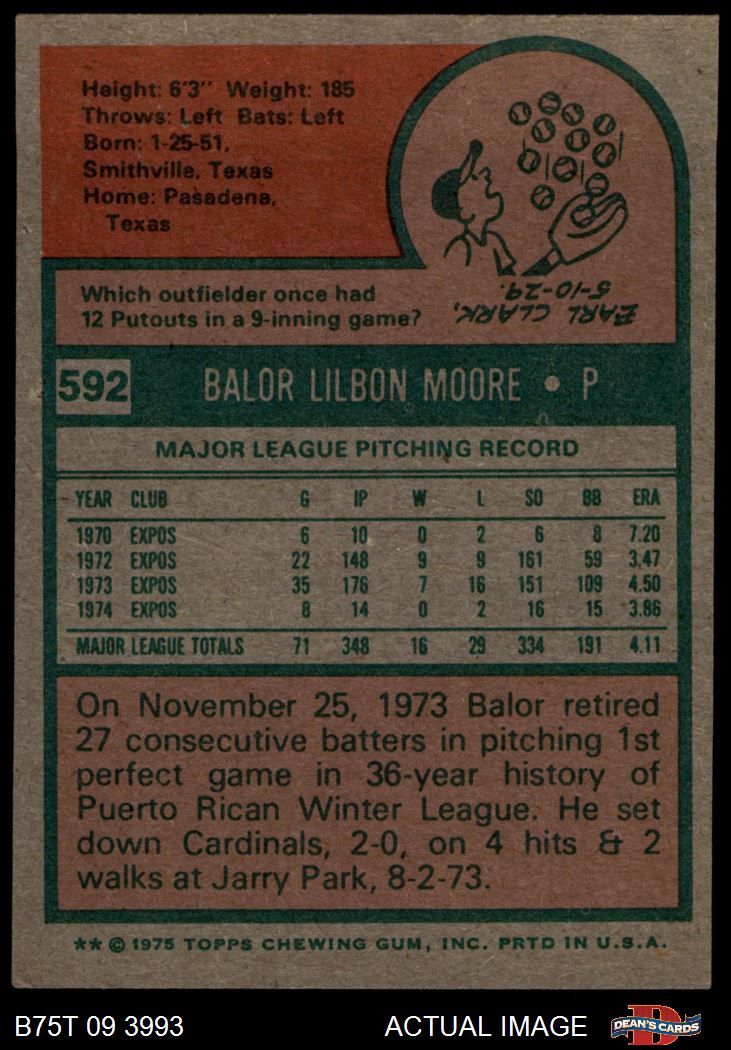 Height: 6'3" Weight: 185
Throws: Left Bats: Left
Born: 1-25-51,
Smithville, Texas
Home: Pasadena,
Texas
Which outfielder once had
12 Putouts in a 9-inning game?
EARL CLARK,
5-10-29.
592 BALOR LILBON MOORE • P
MAJOR LEAGUE PITCHING RECORD
YEAR CLUB G IP W L SO BB ERA
1970 EXPOS 6 10 0 2 6 8 7.20
1972 EXPOS 22 148 9 9 161 59 3.47
1973 EXPOS 35 176 7 16 151 109 4.50
1974 EXPOS 8 14 0 2 16 15 3.86
MAJOR LEAGUE TOTALS 71 348 16 29 334 191 4.11
On November 25, 1973 Balor retired
27 consecutive batters in pitching 1st
perfect game in 36-year history of
Puerto Rican Winter League. He set
down Cardinals, 2-0, on 4 hits & 2
walks at Jarry Park, 8-2-73.
** © 1975 TOPPS CHEWING GUM, INC. PRTD IN U.S.A.
B75T 09 3993 ACTUAL IMAGE
D
DEAN'S CARDS